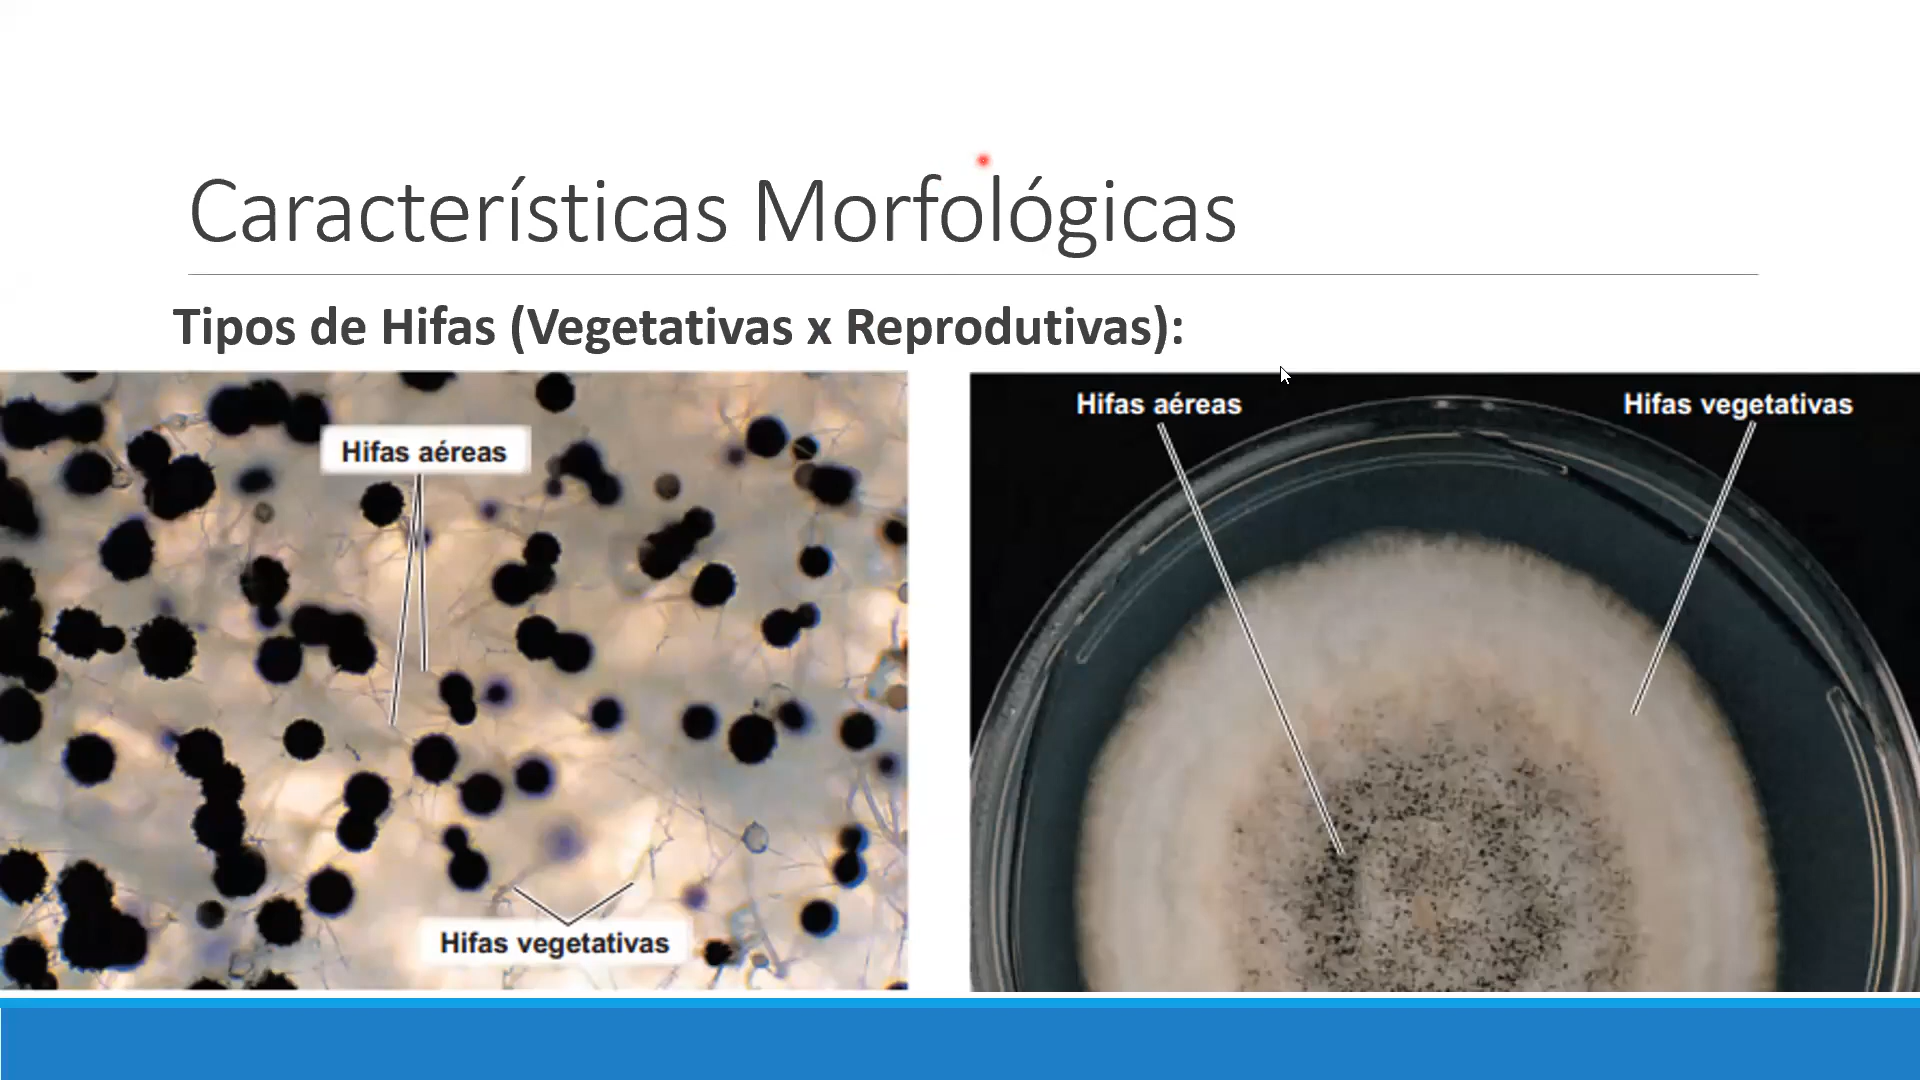 Características Morfológicas
Tipos de Hifas (Vegetativas x Reprodutivas):
Hifas aéreas
Hifas vegetativas
Hifas aéreas
Hifas vegetativas